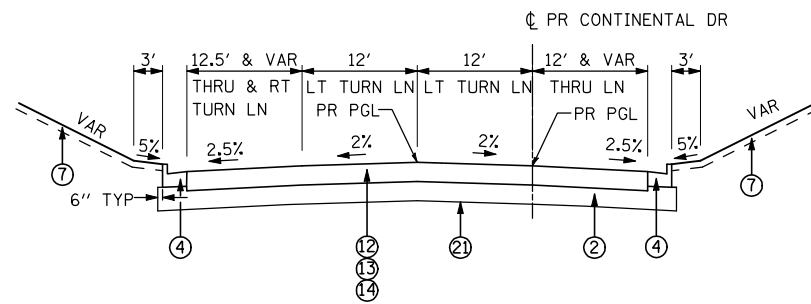 ℄ PR CONTINENTAL DR
3' 12.5' & VAR 12' 12' 12' & VAR 3'
THRU & RT LT TURN LN LT TURN LN THRU LN
TURN LN PR PGL PR PGL
VAR VAR
5% 2.5% 2% 2% 2.5% 5%
7 7
6" TYP
4 12 21 2 4
13
14